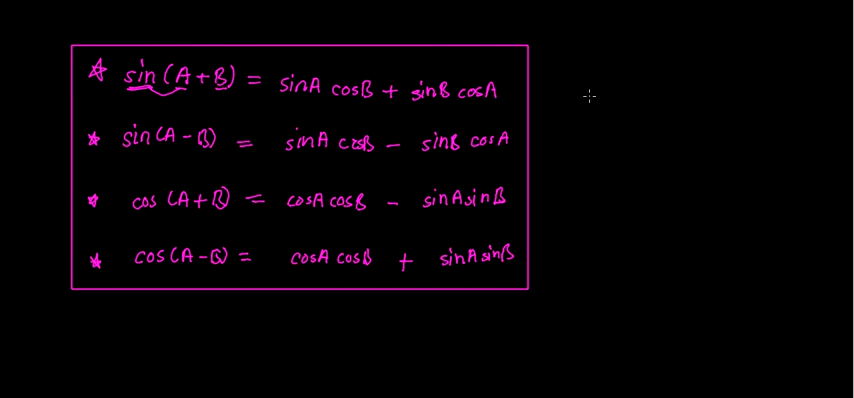 ☆ sin(A+B) = sinA cosB + sinB cosA
* sin(A-B) = sinA cosB - sinB cosA
* cos(A+B) = cosA cosB - sinA sinB
* cos(A-B) = cosA cosB + sinA sinB